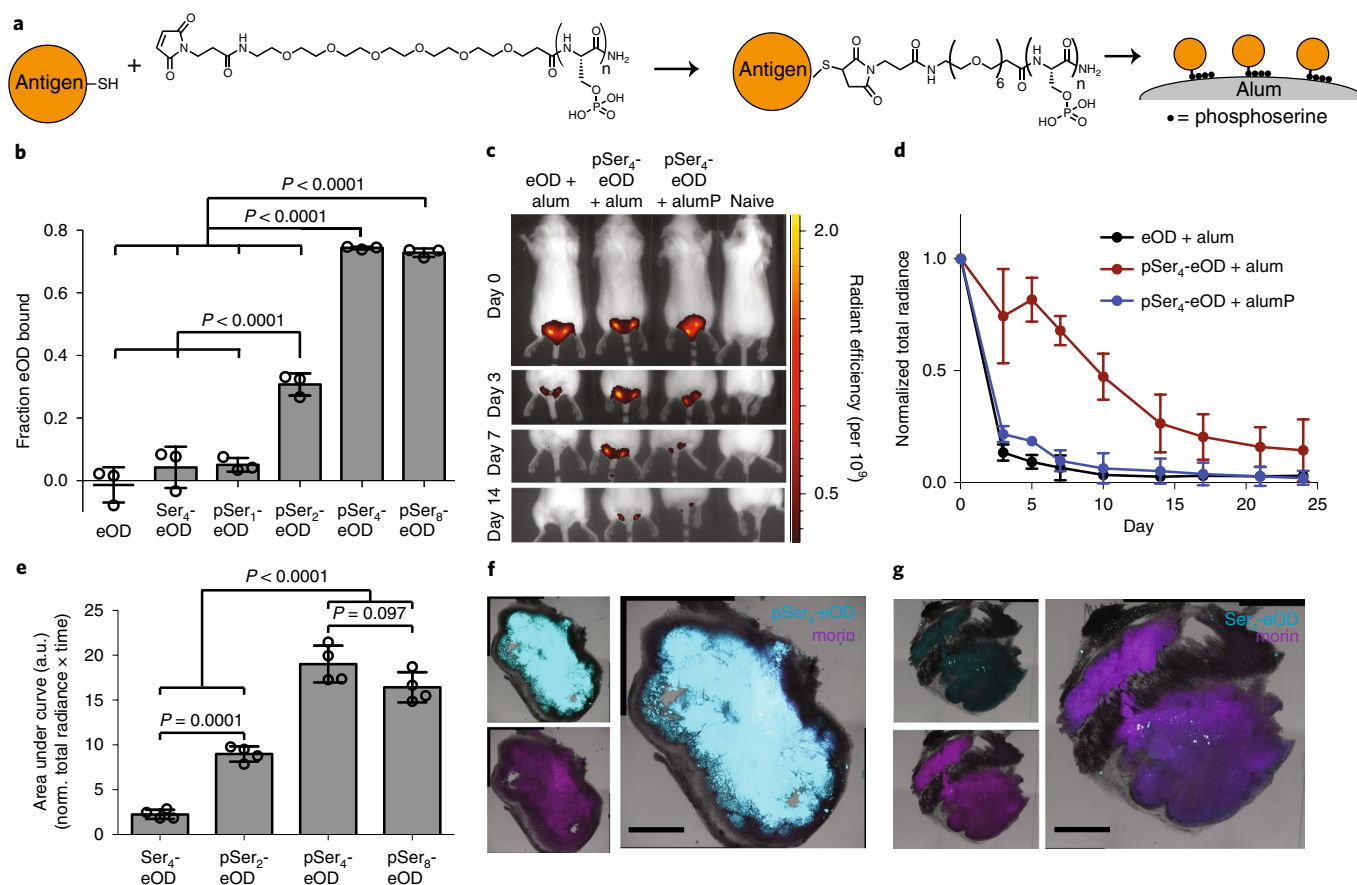 a
Antigen
SH
+
O
N
O
O
H
N
O
O
O
O
O
O
O
H
N
O
NH2
n
O
P
OH
HO
O
Antigen
S
O
N
O
O
N
H
O
6
O
H
N
O
NH2
n
O
P
OH
HO
O
Alum
• = phosphoserine
b
P < 0.0001
P < 0.0001
P < 0.0001
Fraction eOD bound
0.8
0.6
0.4
0.2
0.0
eOD
Ser4-
eOD
pSer1-
eOD
pSer2-
eOD
pSer4-
eOD
pSer8-
eOD
c
eOD +
alum
pSer4-
eOD
+ alum
pSer4-
eOD
+ alumP
Naive
Day 0
Day 3
Day 7
Day 14
2.0
0.5
Radiant efficiency (per 10⁹)
d
Normalized total radiance
1.0
0.5
0.0
0
5
10
15
20
25
Day
eOD + alum
pSer4-eOD + alum
pSer4-eOD + alumP
e
P < 0.0001
P = 0.097
P = 0.0001
Area under curve (a.u.)
(norm. total radiance × time)
25
20
15
10
5
0
Ser4-
eOD
pSer2-
eOD
pSer4-
eOD
pSer8-
eOD
f
pSer4-eOD
morin
g
Ser4-eOD
morin